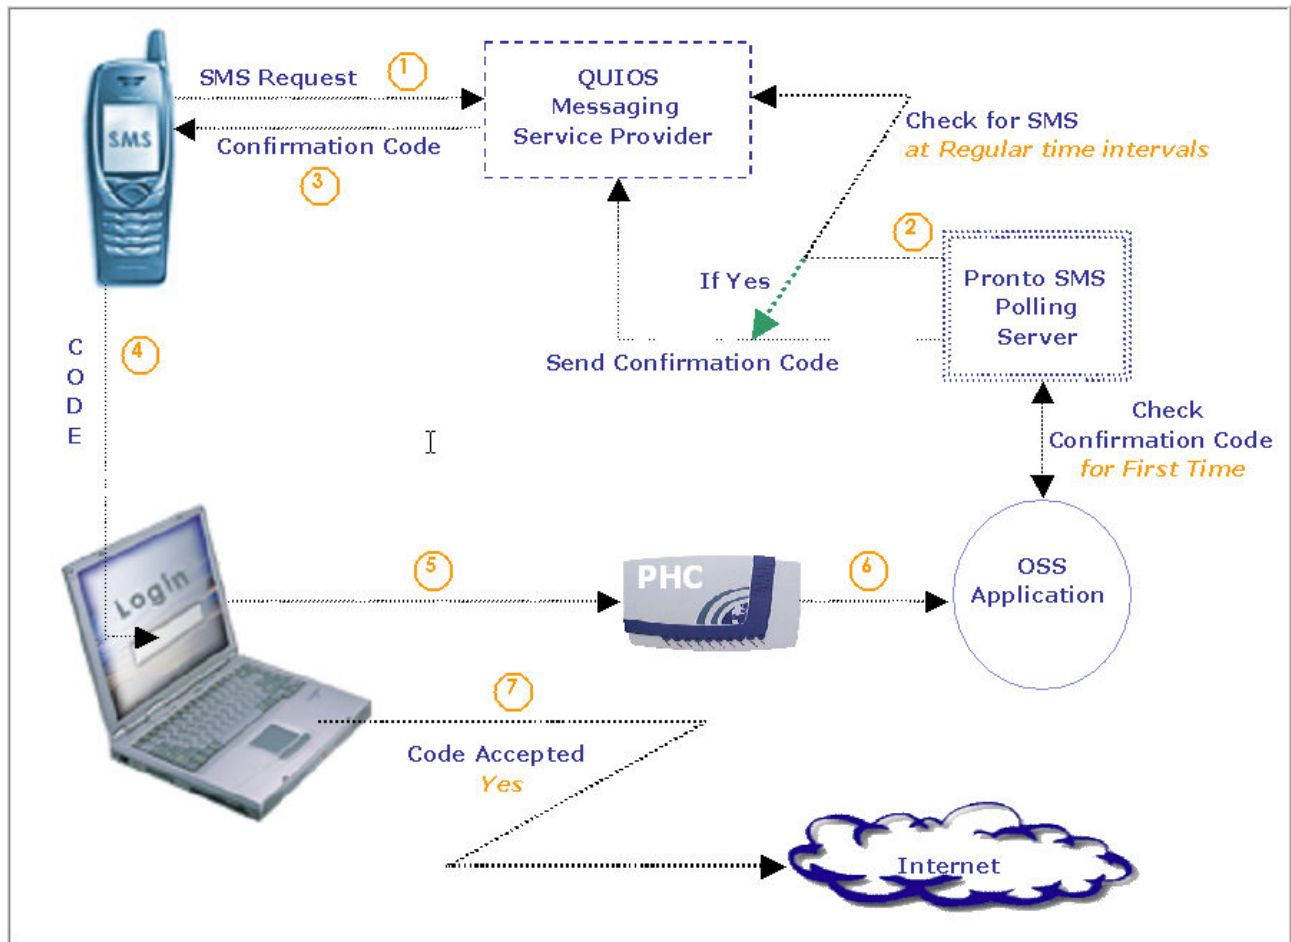 SMS Request
1
QUIOS
Messaging
Service Provider
SMS
Confirmation Code
3
Check for SMS
at Regular time intervals
2
If Yes
Pronto SMS
Polling
Server
4
C
O
D
E
Send Confirmation Code
Check
Confirmation Code
for First Time
Login
5
PHC
6
OSS
Application
7
Code Accepted
Yes
Internet